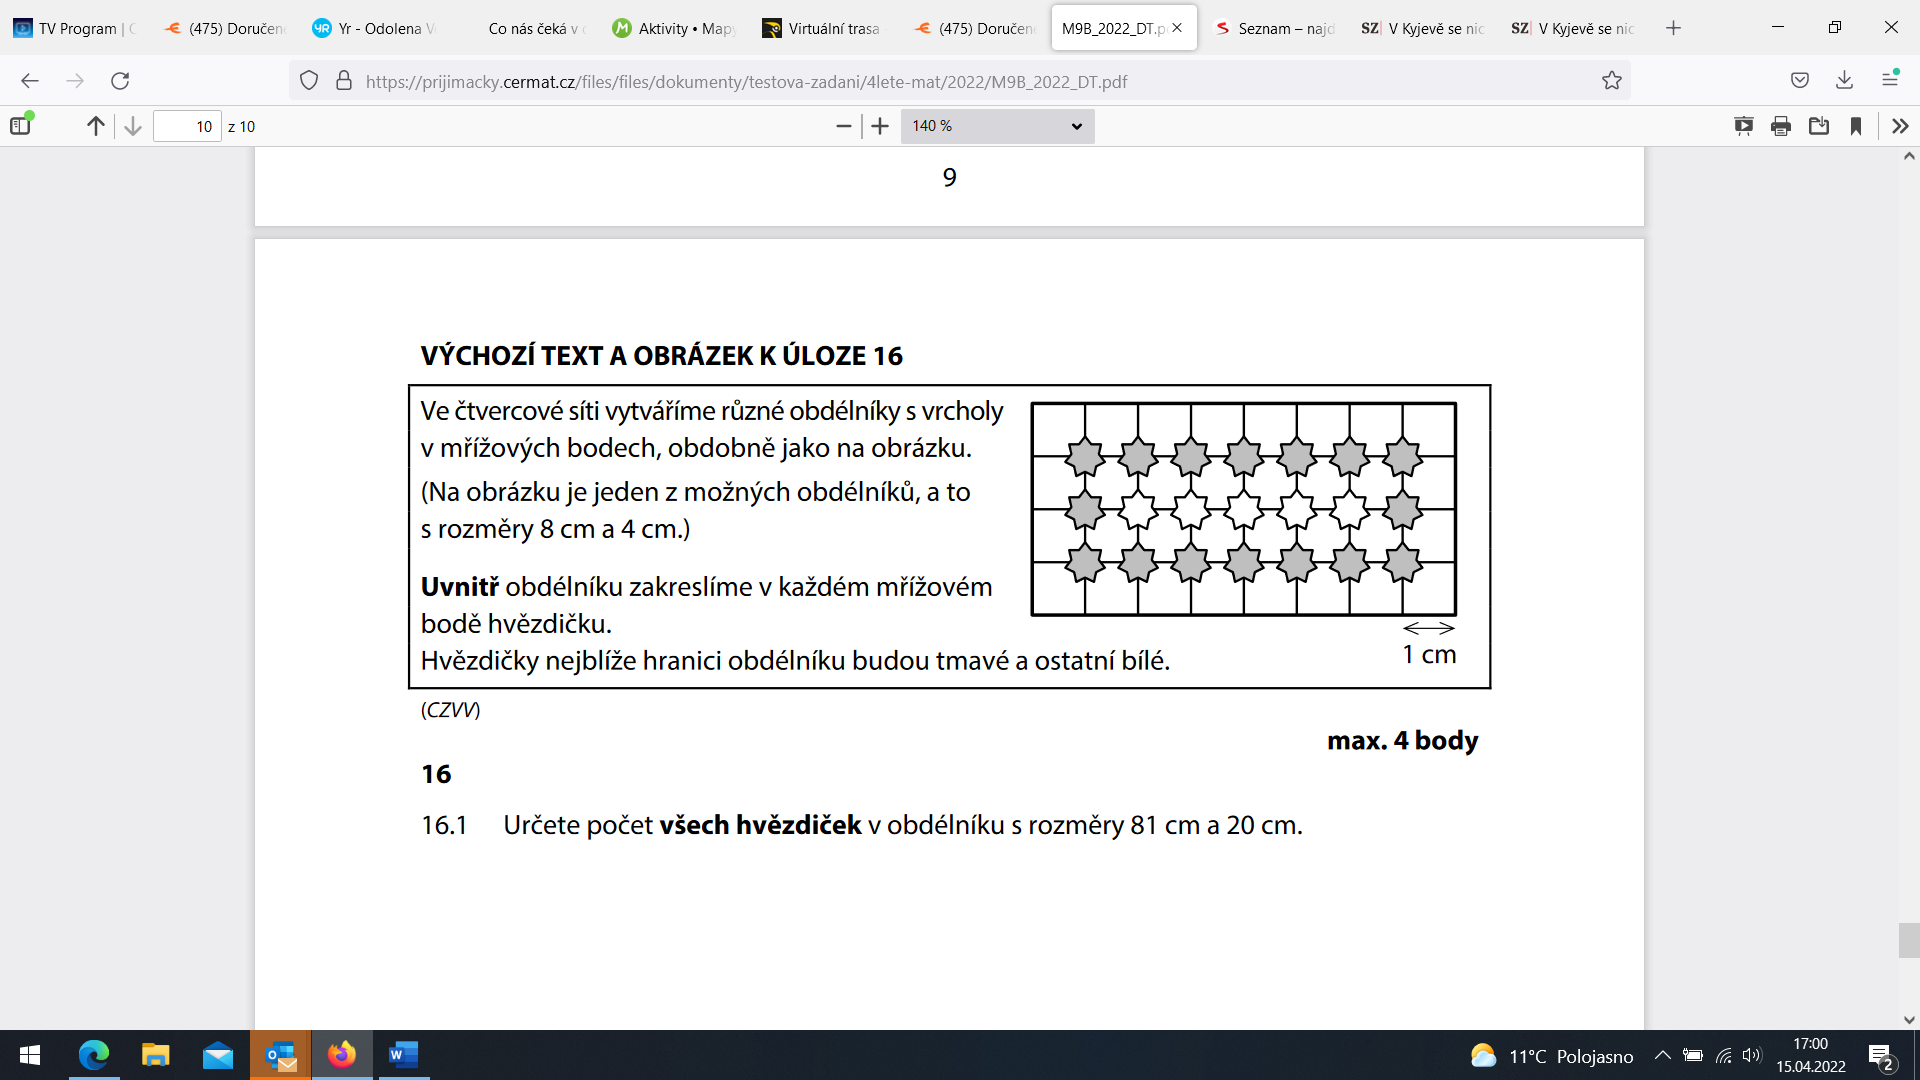 TV Program | Č
(475) Doručené
Yr - Odolena V
Co nás čeká v
Aktivity • Mapy
Virtuální trasa
(475) Doručené
M9B_2022_DT.p
Seznam – najd
SZ V Kyjevě se nic
SZ V Kyjevě se nic
https://prijimacky.cermat.cz/files/files/dokumenty/testova-zadani/4lete-mat/2022/M9B_2022_DT.pdf
10 z 10
140 %
9
VÝCHOZÍ TEXT A OBRÁZEK K ÚLOZE 16
Ve čtvercové síti vytváříme různé obdélníky s vrcholy
v mřížových bodech, obdobně jako na obrázku.
(Na obrázku je jeden z možných obdélníků, a to
s rozměry 8 cm a 4 cm.)
Uvnitř obdélníku zakreslíme v každém mřížovém
bodě hvězdičku.
Hvězdičky nejblíže hranici obdélníku budou tmavé a ostatní bílé.
1 cm
(CZVV)
max. 4 body
16
16.1 Určete počet všech hvězdiček v obdélníku s rozměry 81 cm a 20 cm.
11°C Polojasno
17:00
15.04.2022
2